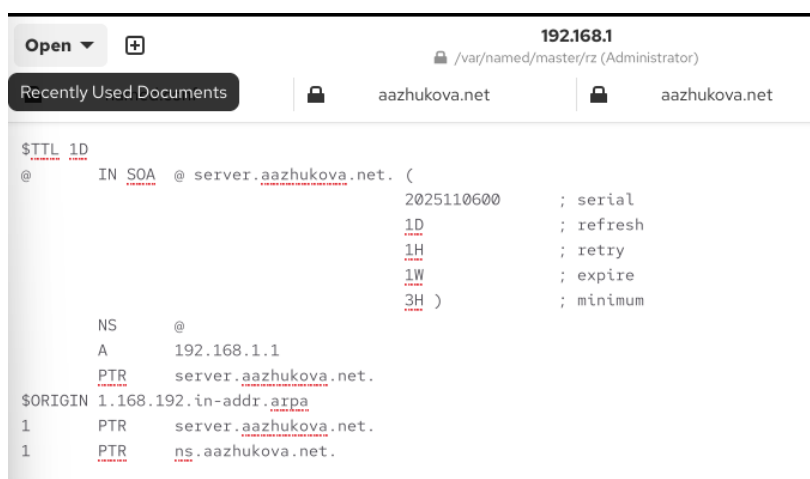 Open
192.168.1
/var/named/master/rz (Administrator)
Recently Used Documents
aazhukova.net
aazhukova.net
$TTL 1D
@ IN SOA @ server.aazhukova.net. (
2025110600 ; serial
1D ; refresh
1H ; retry
1W ; expire
3H ) ; minimum
NS @
A 192.168.1.1
PTR server.aazhukova.net.
$ORIGIN 1.168.192.in-addr.arpa
1 PTR server.aazhukova.net.
1 PTR ns.aazhukova.net.